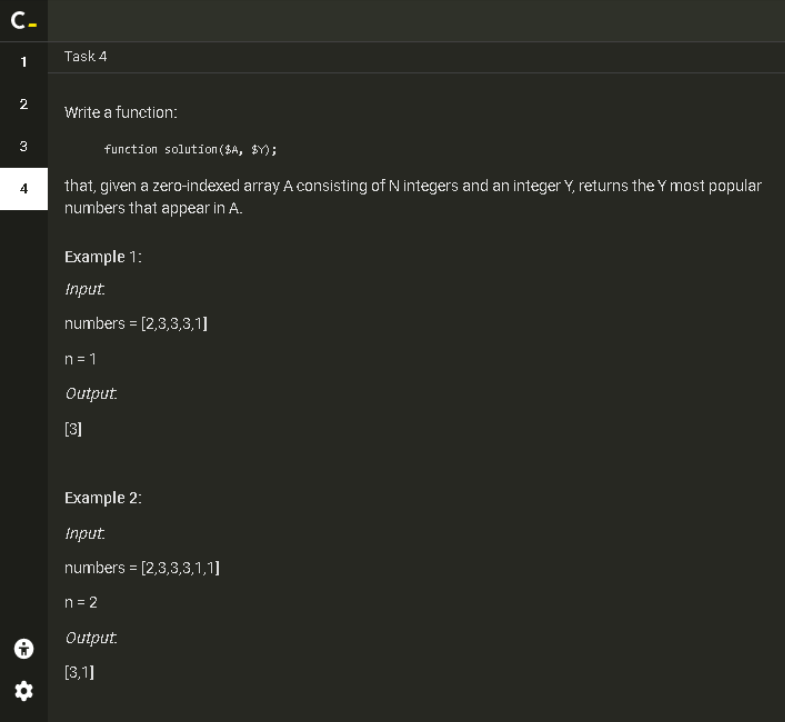 C_
Task 4
1
2
3
4
Write a function:
function solution($A, $Y);
that, given a zero-indexed array A consisting of N integers and an integer Y, returns the Y most popular
numbers that appear in A.
Example 1:
Input:
numbers = [2,3,3,3,1]
n = 1
Output:
[3]
Example 2:
Input:
numbers = [2,3,3,3,1,1]
n = 2
Output:
[3,1]